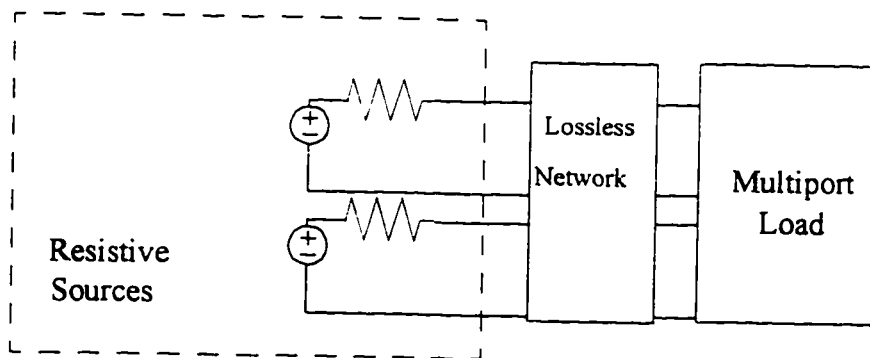 +
−
Lossless
Network
+
−
Resistive
Sources
Multiport
Load